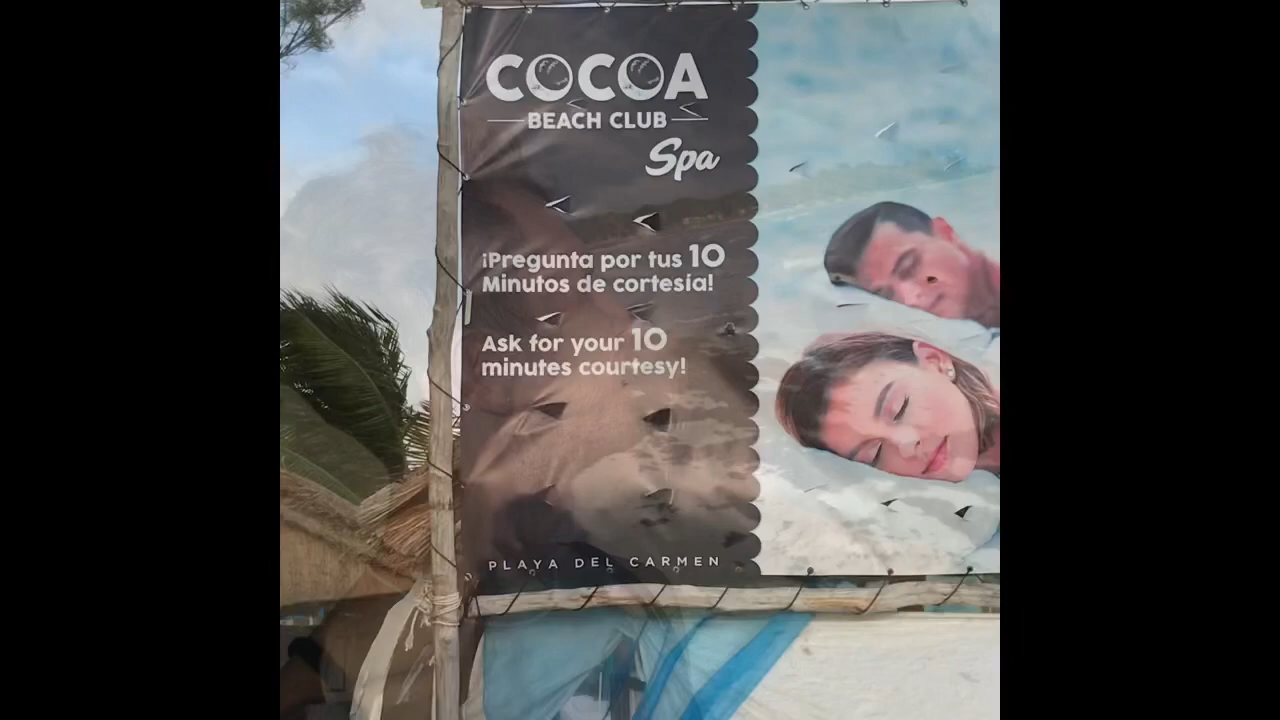 COCOA
BEACH CLUB
Spa
¡Pregunta por tus 10
Minutos de cortesía!
Ask for your 10
minutes courtesy!
PLAYA DEL CARMEN